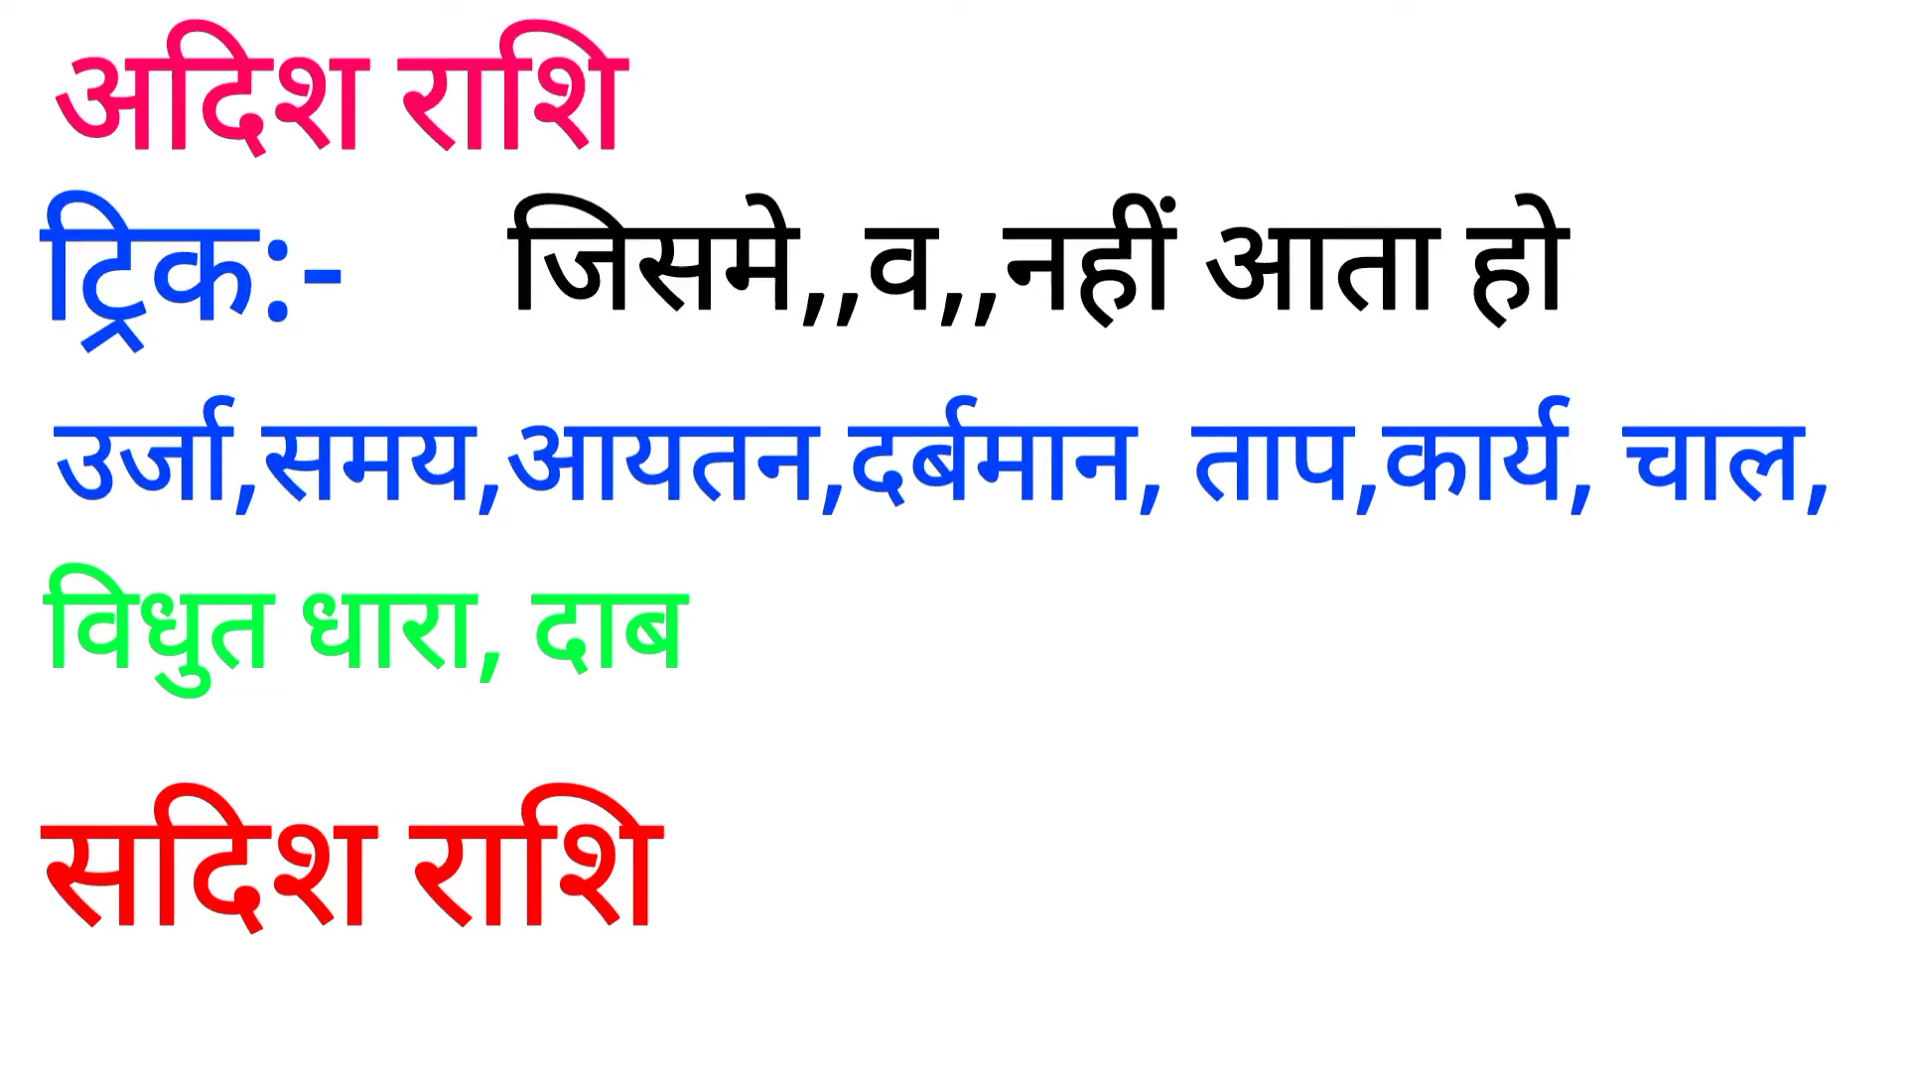 अदिश राशि
ट्रिक:- जिसमे,,व,,नहीं आता हो
उर्जा,समय,आयतन,दर्बमान, ताप,कार्य, चाल,
विधुत धारा, दाब
सदिश राशि